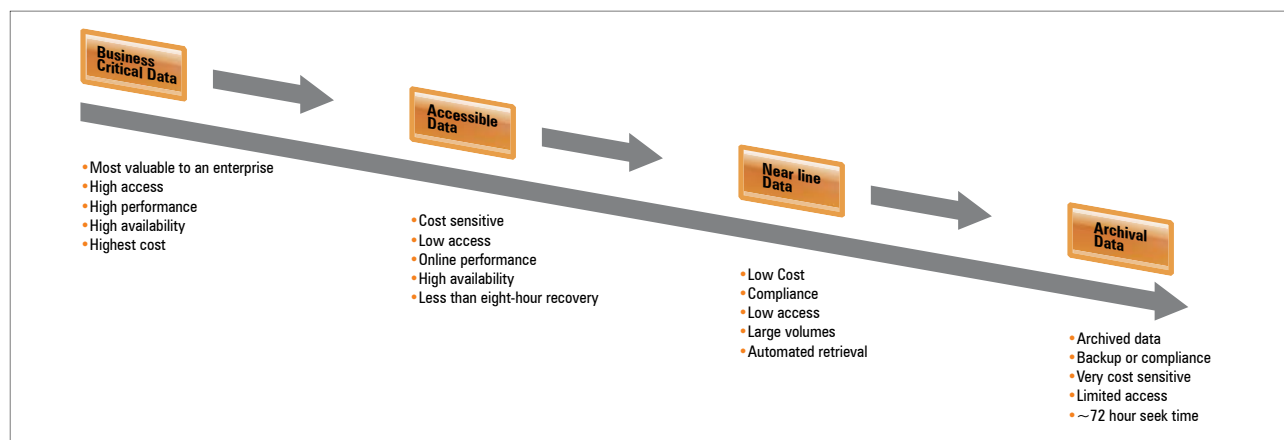 Business
Critical Data
• Most valuable to an enterprise
• High access
• High performance
• High availability
• Highest cost
Accessible
Data
• Cost sensitive
• Low access
• Online performance
• High availability
• Less than eight-hour recovery
Near line
Data
• Low Cost
• Compliance
• Low access
• Large volumes
• Automated retrieval
Archival
Data
• Archived data
• Backup or compliance
• Very cost sensitive
• Limited access
• ~72 hour seek time